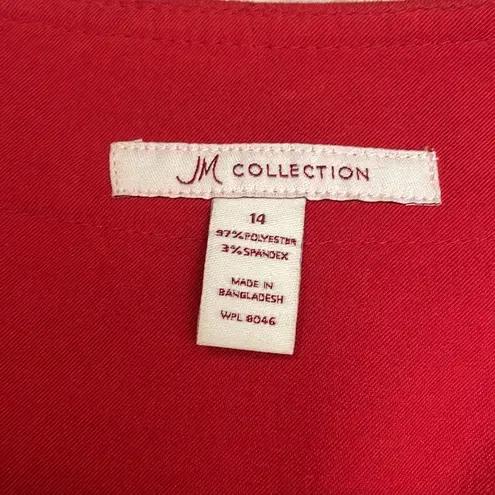 JM COLLECTION
14
97% POLYESTER
3% SPANDEX
MADE IN
BANGLADESH
WPL 8046